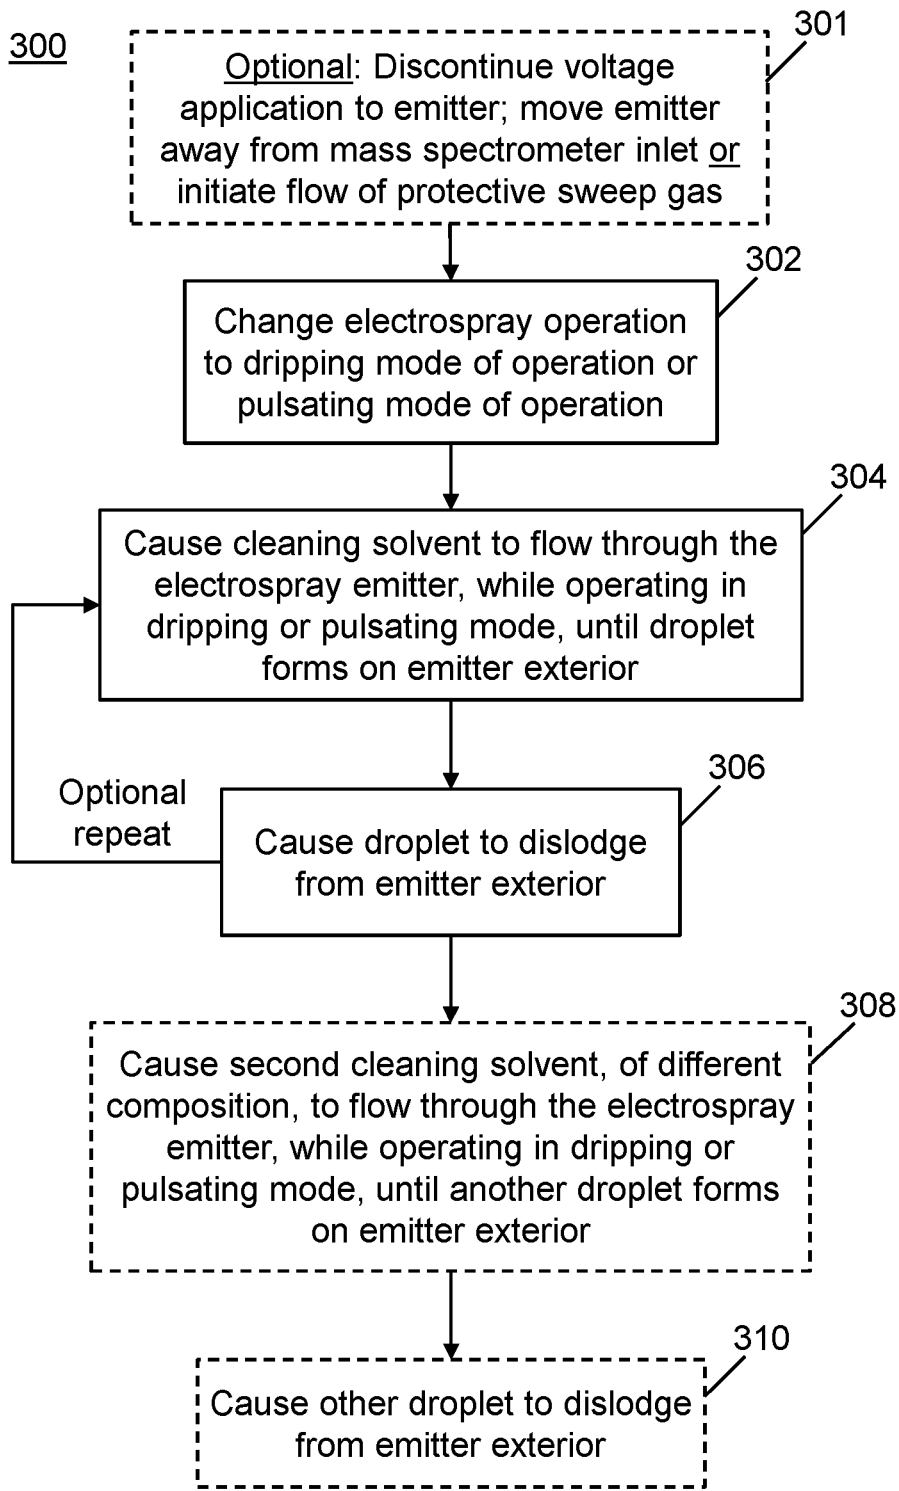 300
301
Optional: Discontinue voltage
application to emitter; move emitter
away from mass spectrometer inlet or
initiate flow of protective sweep gas
302
Change electrospray operation
to dripping mode of operation or
pulsating mode of operation
304
Cause cleaning solvent to flow through the
electrospray emitter, while operating in
dripping or pulsating mode, until droplet
forms on emitter exterior
Optional
repeat
306
Cause droplet to dislodge
from emitter exterior
308
Cause second cleaning solvent, of different
composition, to flow through the electrospray
emitter, while operating in dripping or
pulsating mode, until another droplet forms
on emitter exterior
310
Cause other droplet to dislodge
from emitter exterior